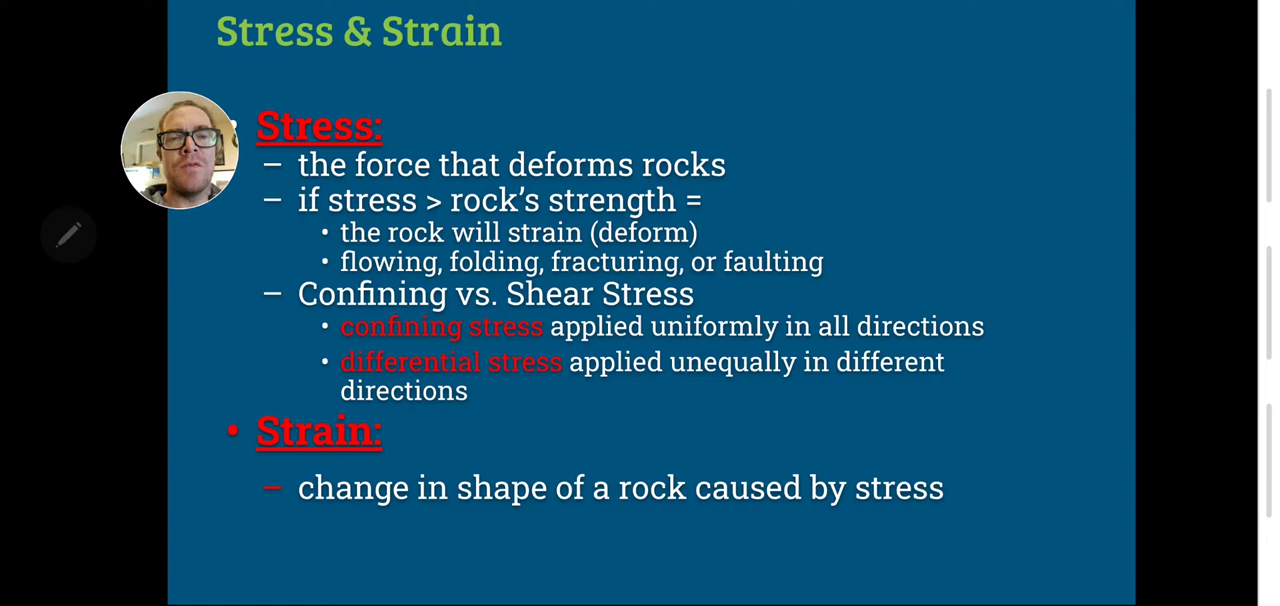 Stress & Strain
Stress:
– the force that deforms rocks
– if stress > rock’s strength =
• the rock will strain (deform)
• flowing, folding, fracturing, or faulting
– Confining vs. Shear Stress
• confining stress applied uniformly in all directions
• differential stress applied unequally in different
directions
• Strain:
– change in shape of a rock caused by stress